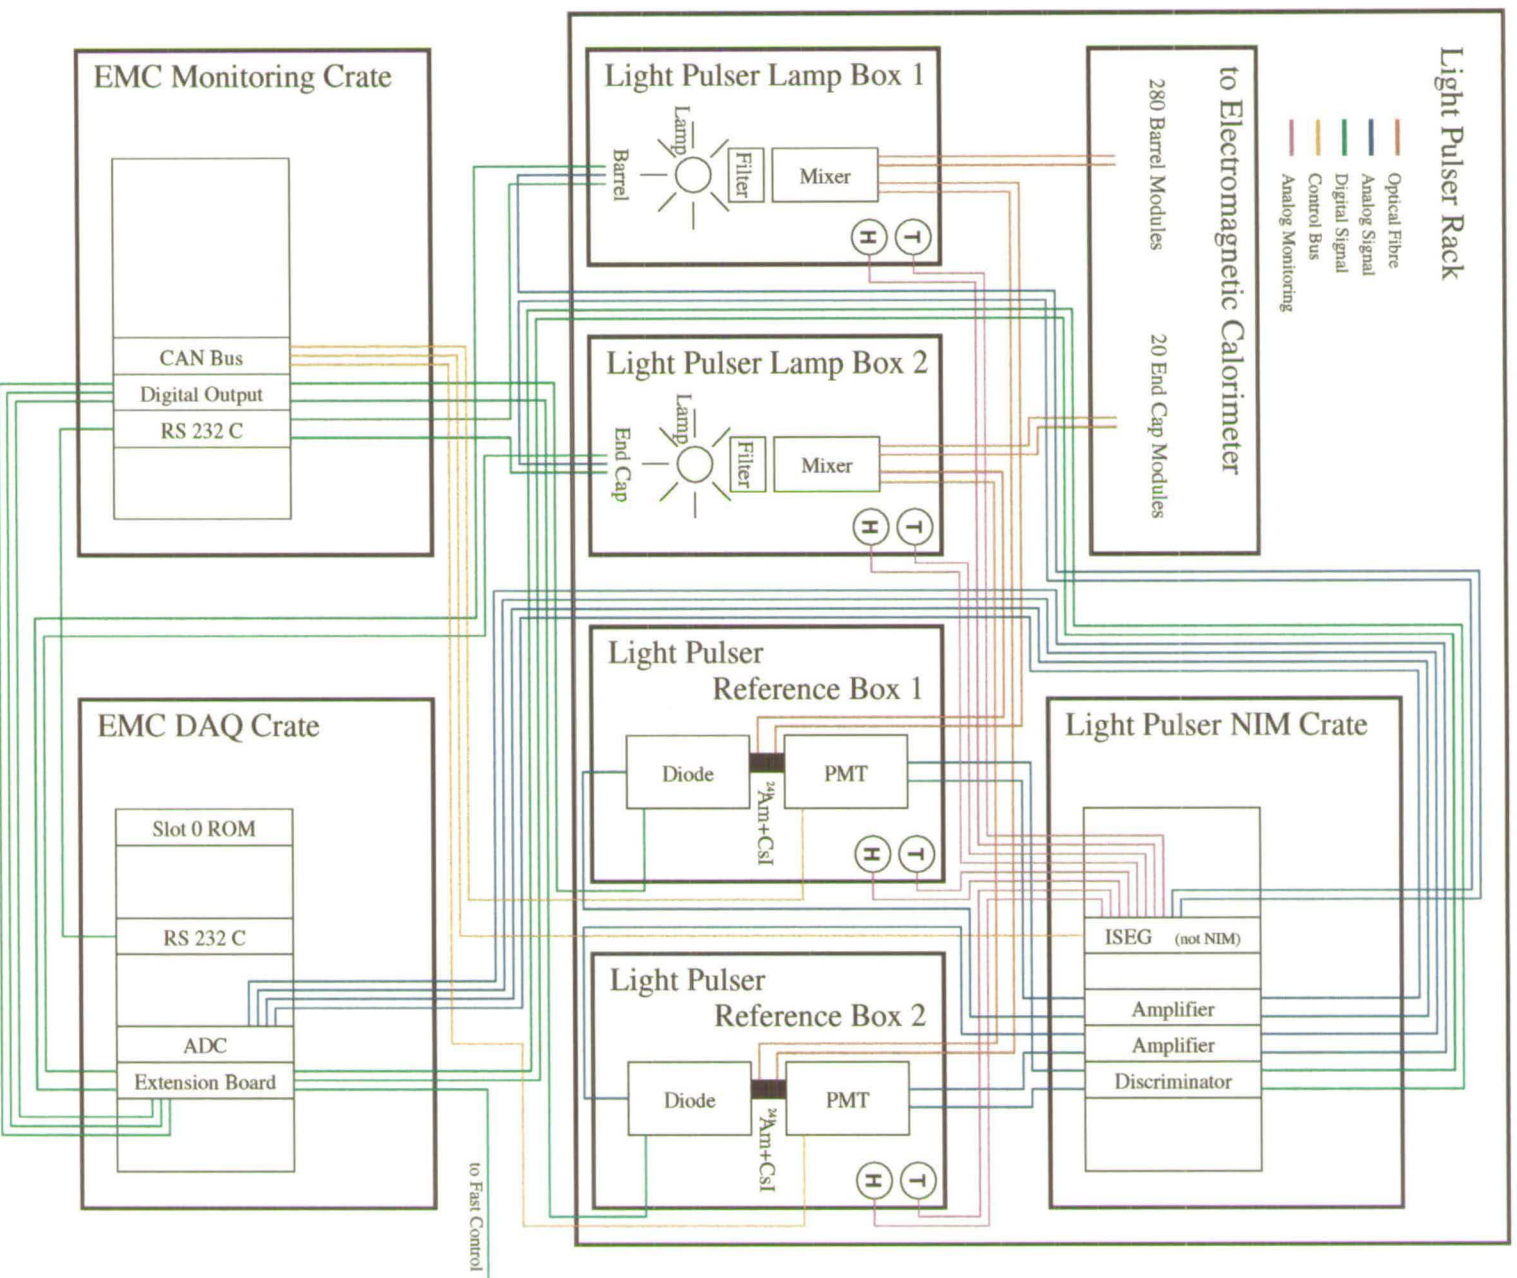 EMC Monitoring Crate
CAN Bus
Digital Output
RS 232 C
EMC DAQ Crate
Slot 0 ROM
RS 232 C
ADC
Extension Board
to Fast Control
Light Pulser Lamp Box 1
Barrel
Lamp
Filter
Mixer
H
T
Light Pulser Lamp Box 2
End Cap
Lamp
Filter
Mixer
H
T
Light Pulser
Reference Box 1
Diode
PMT
241Am+CsI
H
T
Light Pulser
Reference Box 2
Diode
PMT
241Am+CsI
H
T
to Electromagnetic Calorimeter
280 Barrel Modules
20 End Cap Modules
Light Pulser Rack
Optical Fibre
Analog Signal
Digital Signal
Control Bus
Analog Monitoring
Light Pulser NIM Crate
ISEG (not NIM)
Amplifier
Amplifier
Discriminator